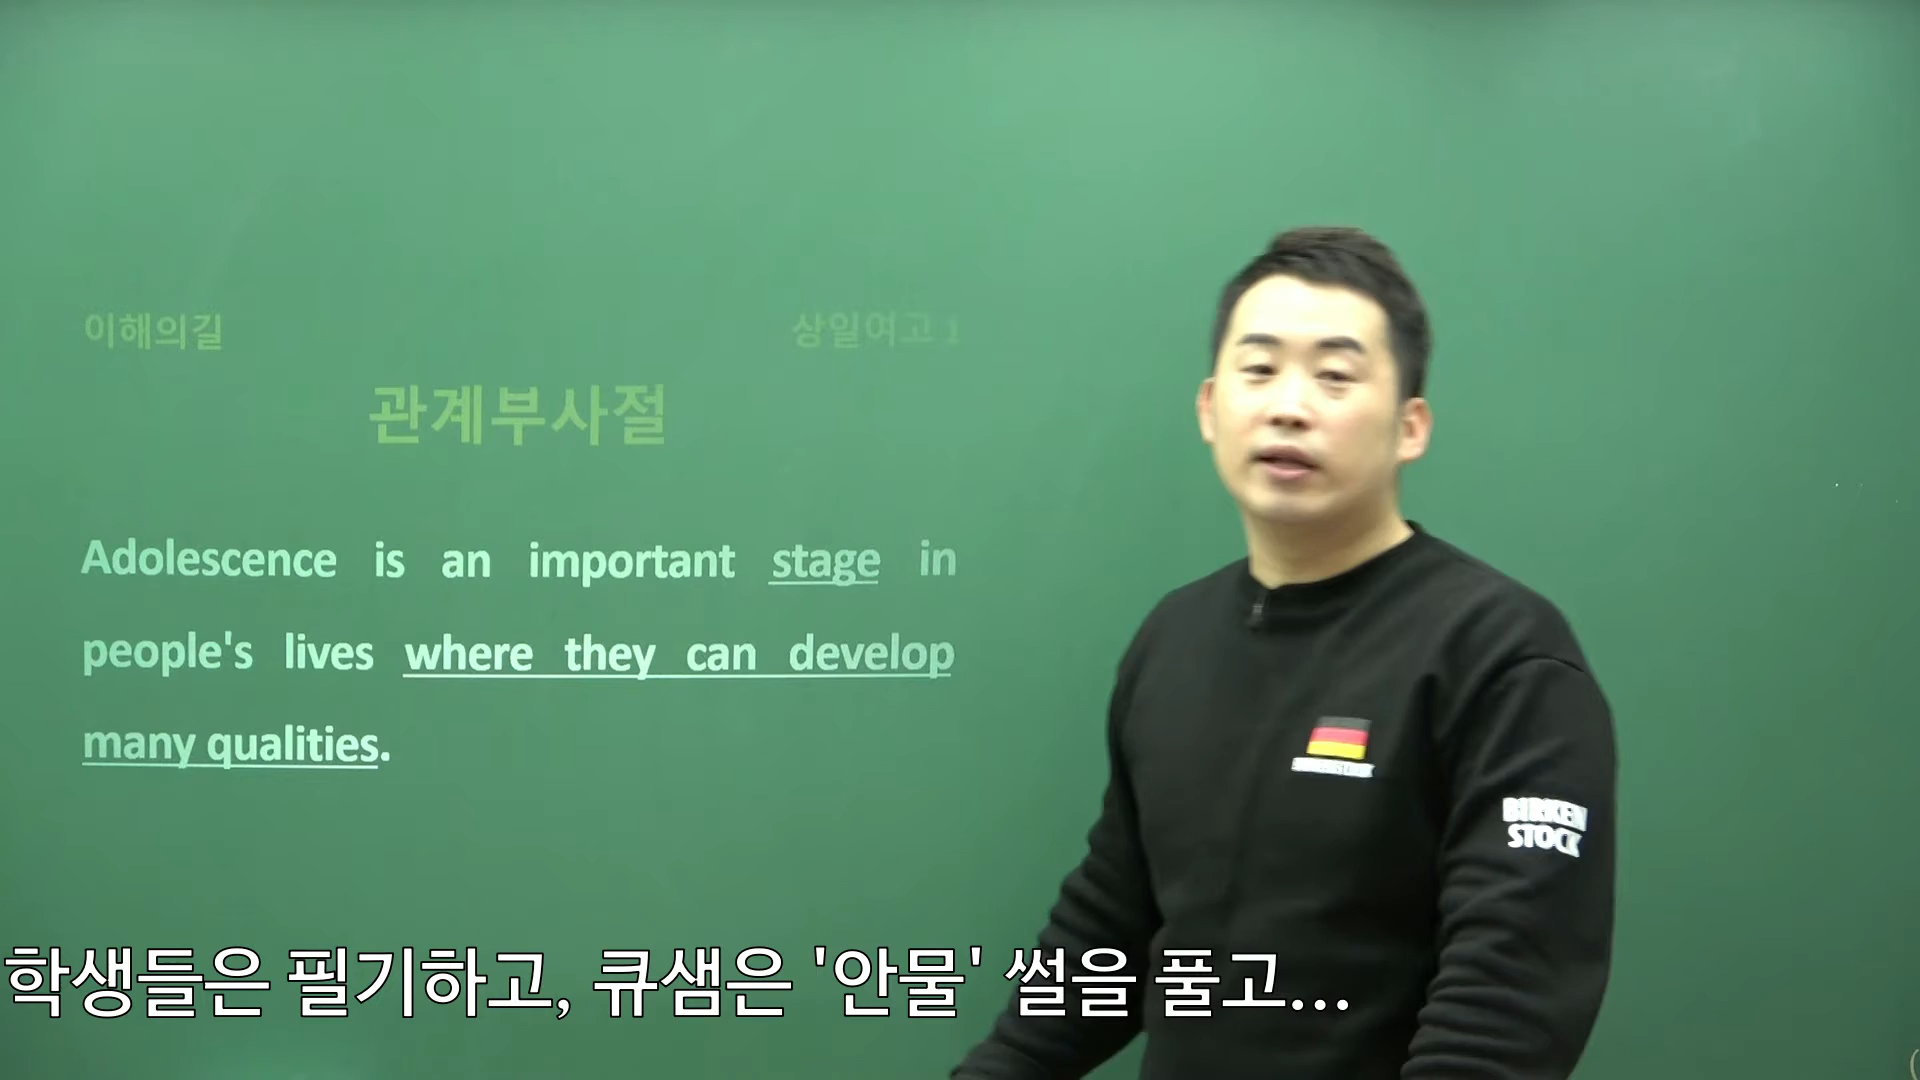 이해의길
상일여고 1
관계부사절
Adolescence is an important stage in
people's lives where they can develop
many qualities.
BIRKEN
STOCK
학생들은 필기하고, 큐샘은 '안물' 썰을 풀고...